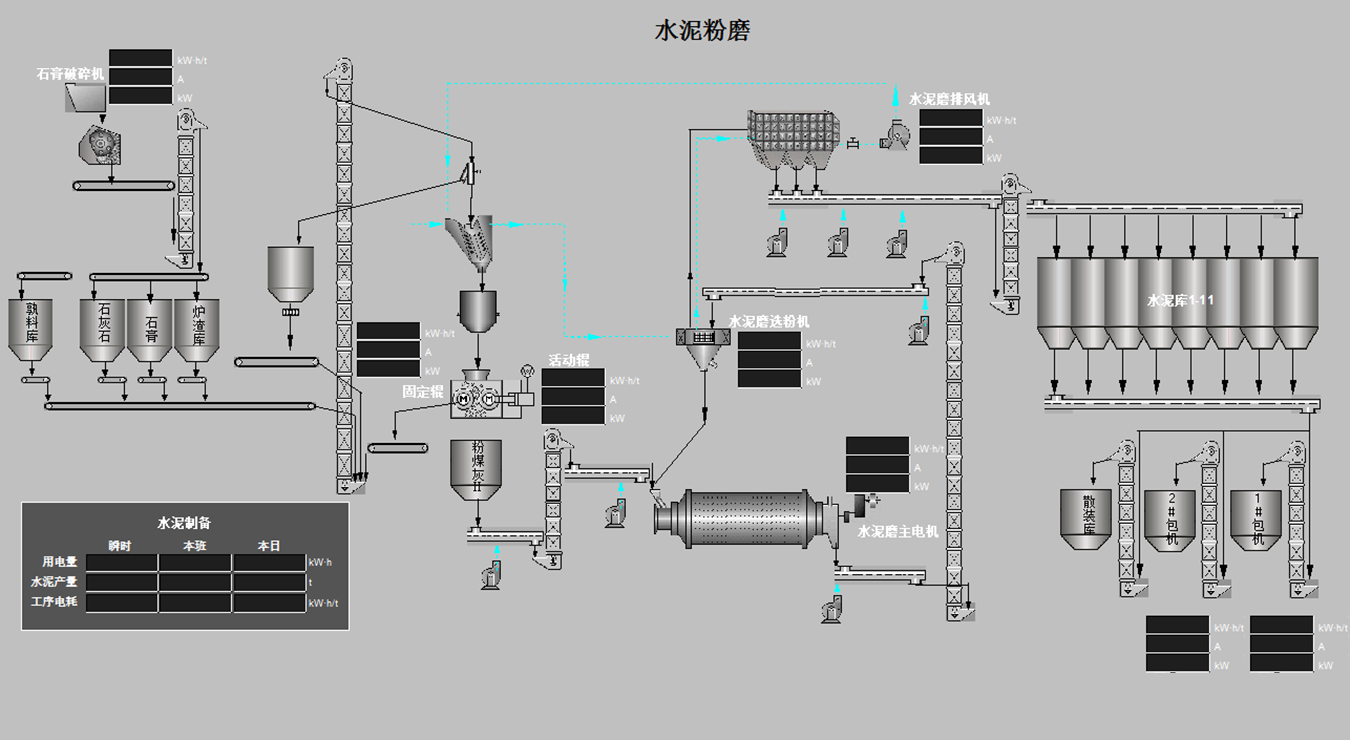 水泥粉磨
石膏破碎机
kW·h/t
A
kW
水泥磨排风机
kW·h/t
A
kW
熟料库
石灰石
石膏
炉渣库
kW·h/t
A
kW
固定辊
活动辊
kW·h/t
A
kW
M
M
W
水泥磨选粉机
kW·h/t
A
kW
水泥库1-11
粉煤灰II
kW·h/t
A
kW
水泥磨主电机
散装库
2#包机
1#包机
水泥制备
瞬时 本班 本日
用电量 kW·h
水泥产量 t
工序电耗 kW·h/t
kW·h/t
A
kW
kW·h/t
A
kW